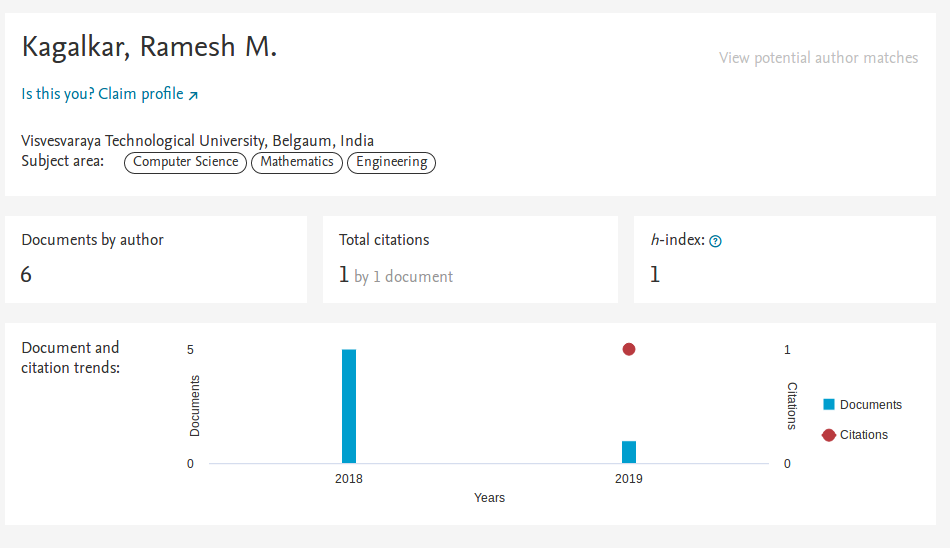 Kagalkar, Ramesh M.
View potential author matches
Is this you? Claim profile
Visvesvaraya Technological University, Belgaum, India
Subject area: Computer Science Mathematics Engineering
Documents by author
6
Total citations
1 by 1 document
h-index: ?
1
Document and
citation trends:
5
Documents
0
2018
2019
Years
1
Citations
0
Documents
Citations